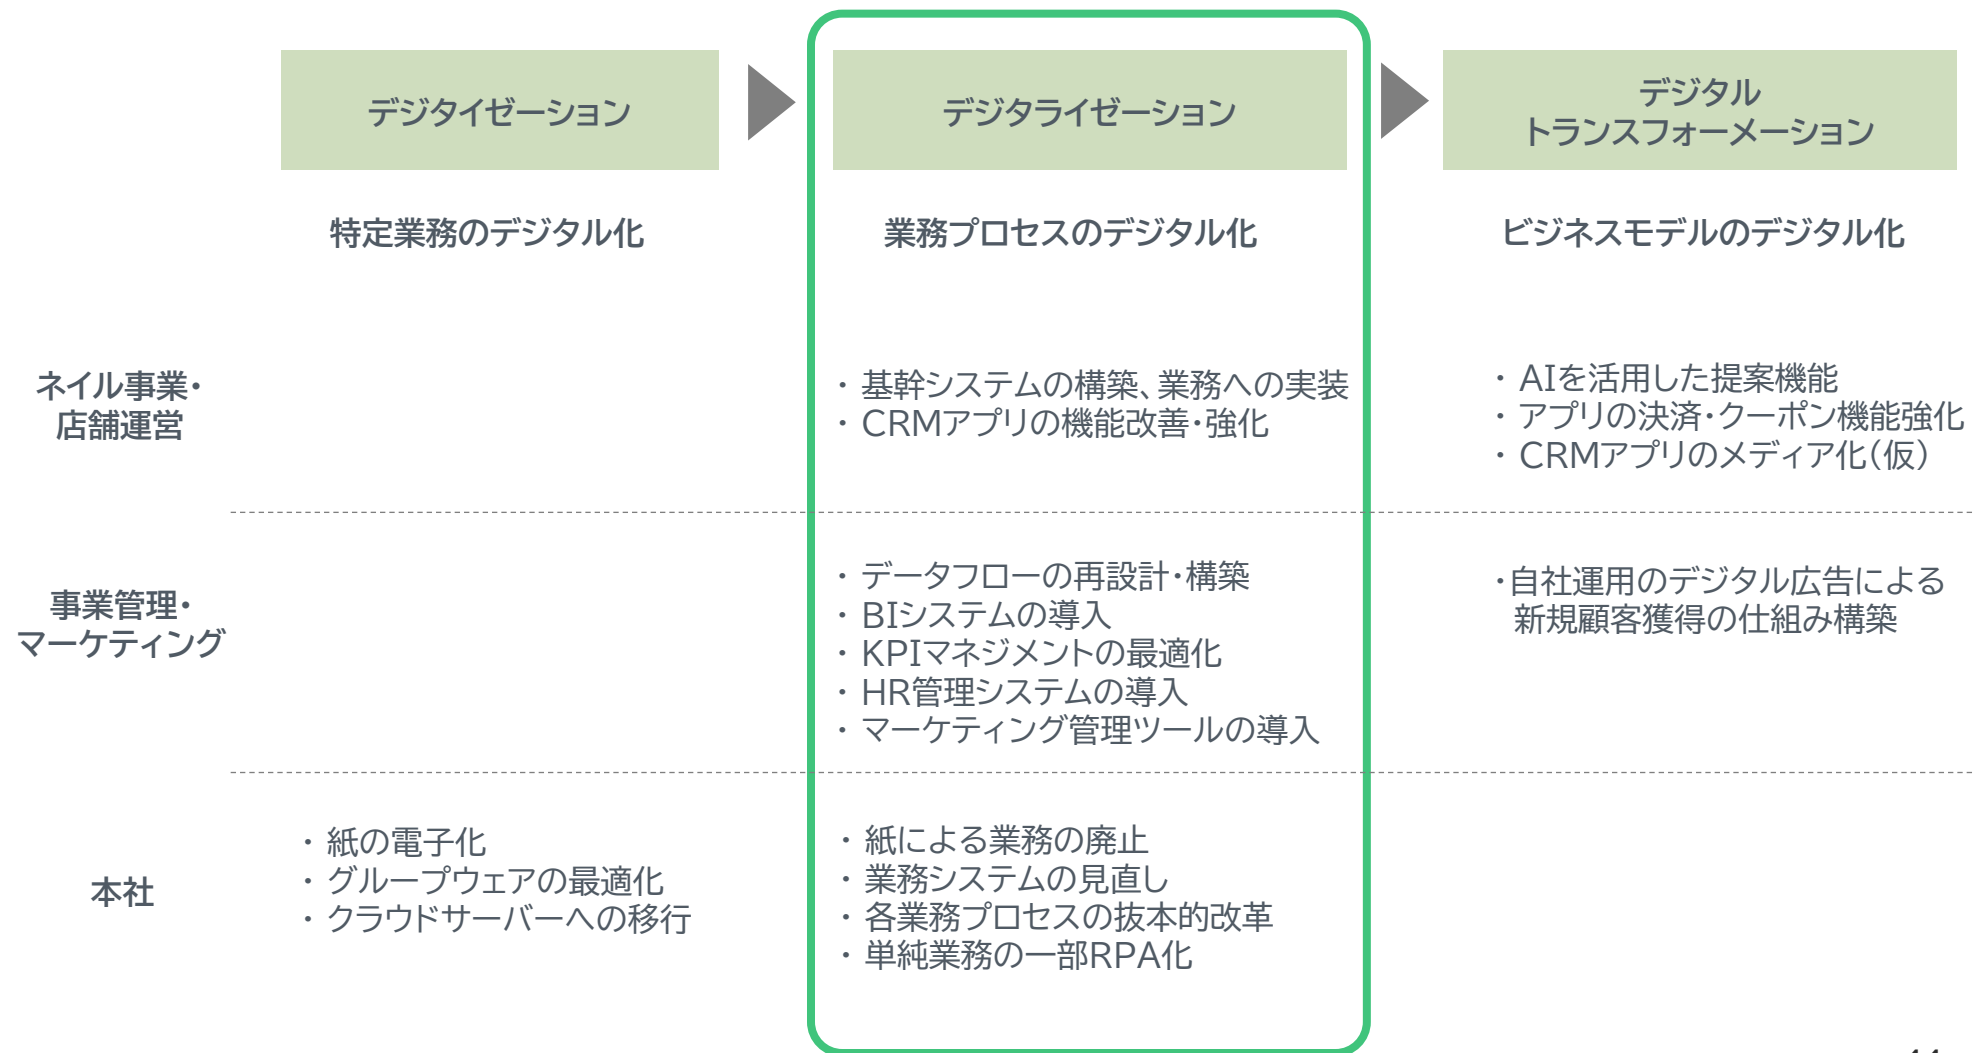 デジタイゼーション
デジタライゼーション
デジタル
トランスフォーメーション
特定業務のデジタル化
業務プロセスのデジタル化
ビジネスモデルのデジタル化
ネイル事業・
店舗運営
・ 基幹システムの構築、業務への実装
・ CRMアプリの機能改善・強化
・ AIを活用した提案機能
・ アプリの決済・クーポン機能強化
・ CRMアプリのメディア化（仮）
事業管理・
マーケティング
・ データフローの再設計・構築
・ BIシステムの導入
・ KPIマネジメントの最適化
・ HR管理システムの導入
・ マーケティング管理ツールの導入
・自社運用のデジタル広告による
新規顧客獲得の仕組み構築
本社
・ 紙の電子化
・ グループウェアの最適化
・ クラウドサーバーへの移行
・ 紙による業務の廃止
・ 業務システムの見直し
・ 各業務プロセスの抜本的改革
・ 単純業務の一部RPA化